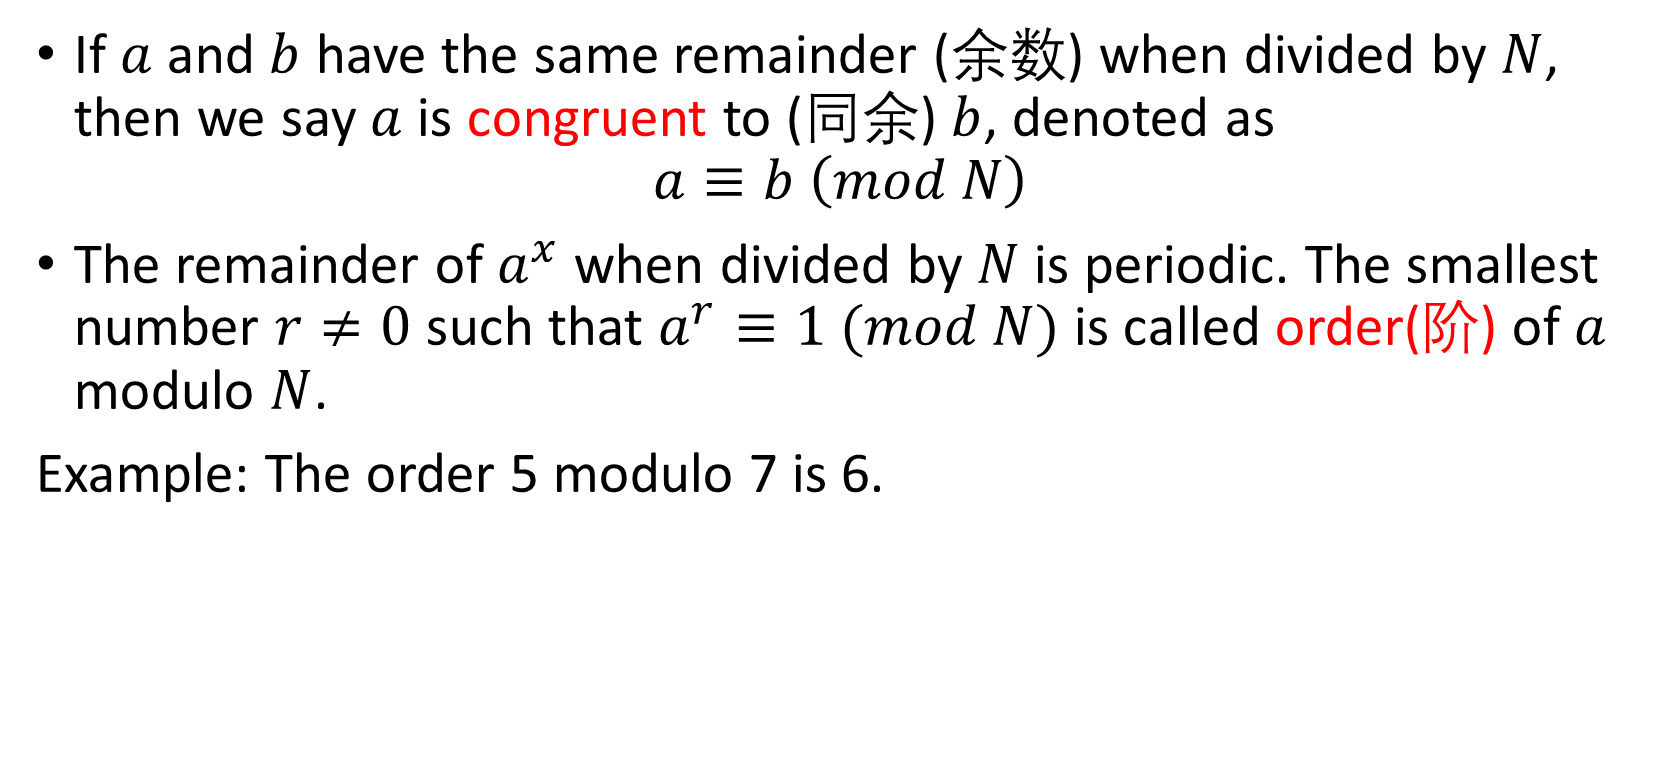 • If a and b have the same remainder (余数) when divided by N,
then we say a is congruent to (同余) b, denoted as
a ≡ b (mod N)
• The remainder of aˣ when divided by N is periodic. The smallest
number r ≠ 0 such that aʳ ≡ 1 (mod N) is called order(阶) of a
modulo N.
Example: The order 5 modulo 7 is 6.